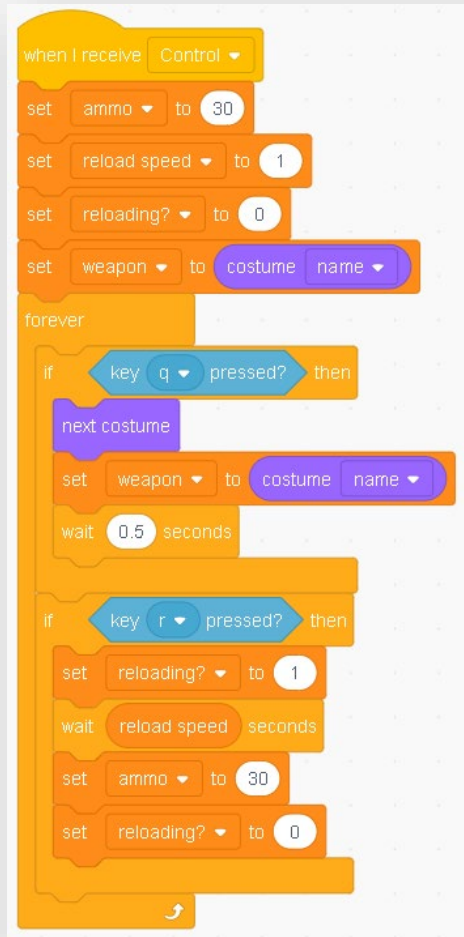 when I receive Control
set ammo to 30
set reload speed to 1
set reloading? to 0
set weapon to costume name
forever
if key q pressed? then
next costume
set weapon to costume name
wait 0.5 seconds
if key r pressed? then
set reloading? to 1
wait reload speed seconds
set ammo to 30
set reloading? to 0